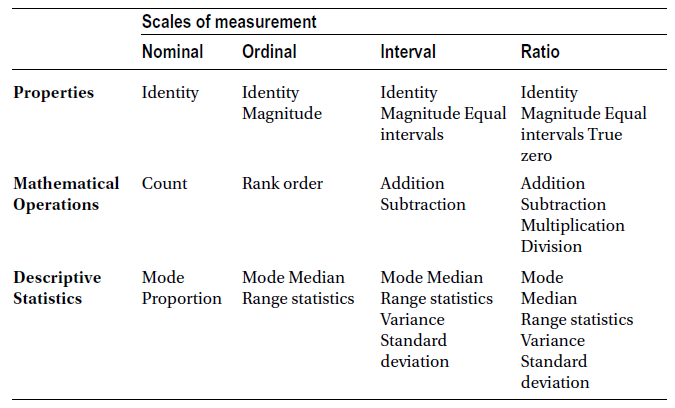 Scales of measurement
Nominal Ordinal Interval Ratio
Properties Identity Identity Identity Identity
Magnitude Magnitude Equal Magnitude Equal
intervals intervals True
zero
Mathematical Count Rank order Addition Addition
Operations Subtraction Subtraction
Multiplication
Division
Descriptive Mode Mode Median Mode Median Mode
Statistics Proportion Range statistics Range statistics Median
Variance Range statistics
Standard Variance
deviation Standard
deviation